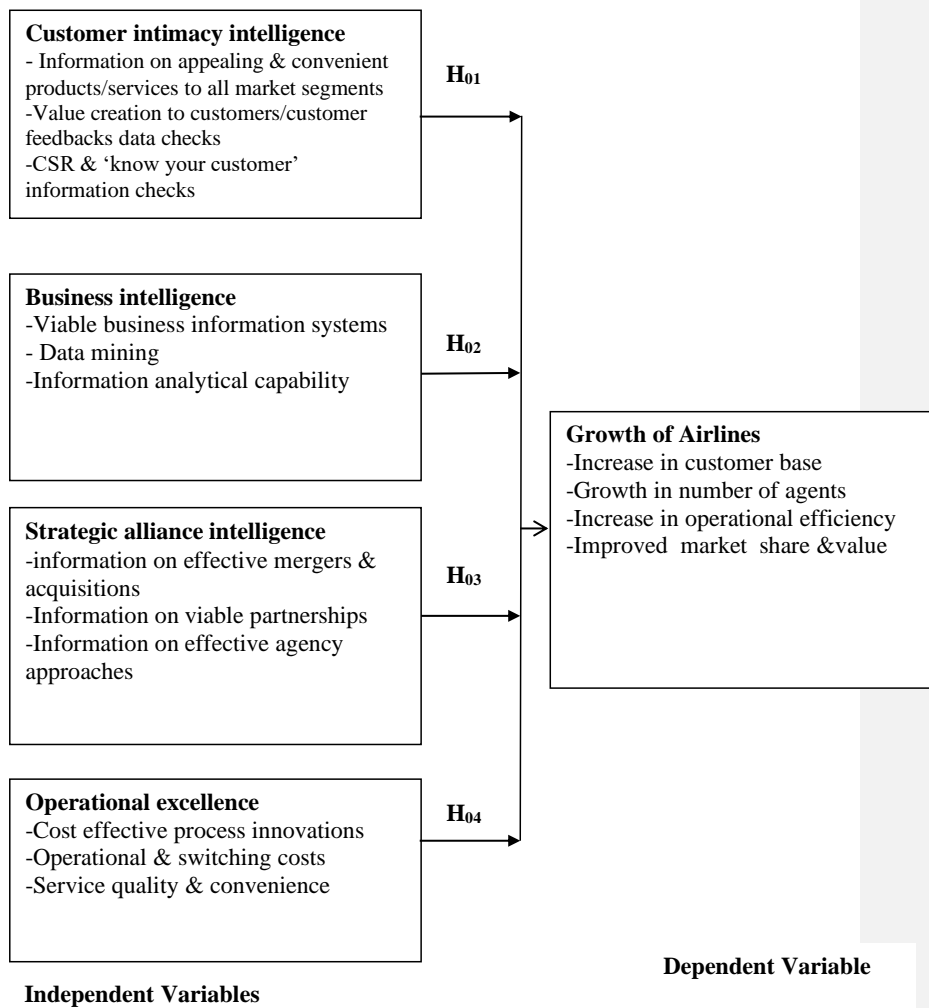 Customer intimacy intelligence
- Information on appealing & convenient
products/services to all market segments
-Value creation to customers/customer
feedbacks data checks
-CSR & ‘know your customer’
information checks
H01
Business intelligence
-Viable business information systems
- Data mining
-Information analytical capability
H02
Strategic alliance intelligence
-information on effective mergers &
acquisitions
-Information on viable partnerships
-Information on effective agency
approaches
H03
Operational excellence
-Cost effective process innovations
-Operational & switching costs
-Service quality & convenience
H04
Growth of Airlines
-Increase in customer base
-Growth in number of agents
-Increase in operational efficiency
-Improved market share &value
Independent Variables
Dependent Variable